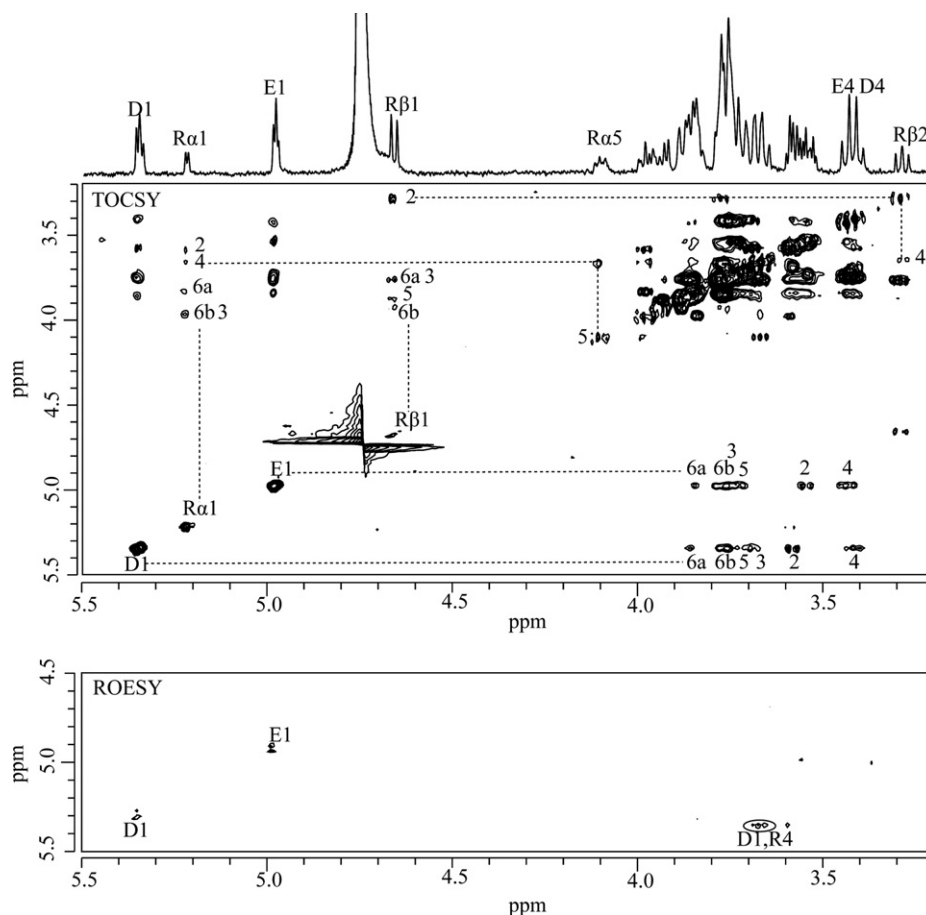 D1
Rα1
E1
Rβ1
Rα5
E4 D4
Rβ2
TOCSY
2
2
4
4
6a
6a 3
5
6b 3
6b
5
Rβ1
3
E1
6a 6b 5 2 4
Rα1
D1
6a 6b 5 3 2 4
3.5
4.0
4.5
5.0
5.5
ppm
5.5 5.0 4.5 4.0 3.5
ppm
ROESY
E1
D1
D1,R4
4.5
5.0
5.5
ppm
5.5 5.0 4.5 4.0 3.5
ppm